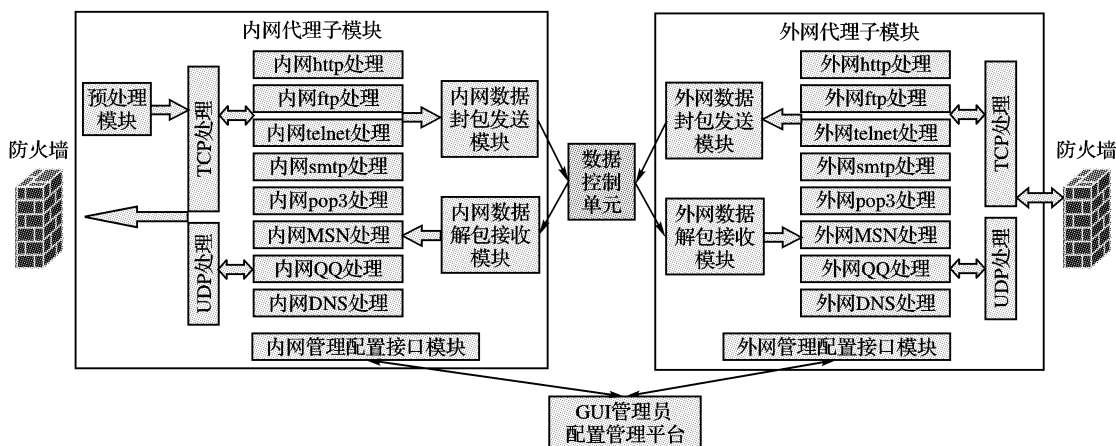 内网代理子模块
内网http处理
内网ftp处理
内网telnet处理
内网smtp处理
内网pop3处理
内网MSN处理
内网QQ处理
内网DNS处理
预处理
模块
TCP处理
UDP处理
防火墙
内网数据
封包发送
模块
内网数据
解包接收
模块
内网管理配置接口模块
数据
控制
单元
外网代理子模块
外网http处理
外网ftp处理
外网telnet处理
外网smtp处理
外网pop3处理
外网MSN处理
外网QQ处理
外网DNS处理
外网数据
封包发送
模块
外网数据
解包接收
模块
TCP处理
UDP处理
防火墙
外网管理配置接口模块
GUI管理员
配置管理平台